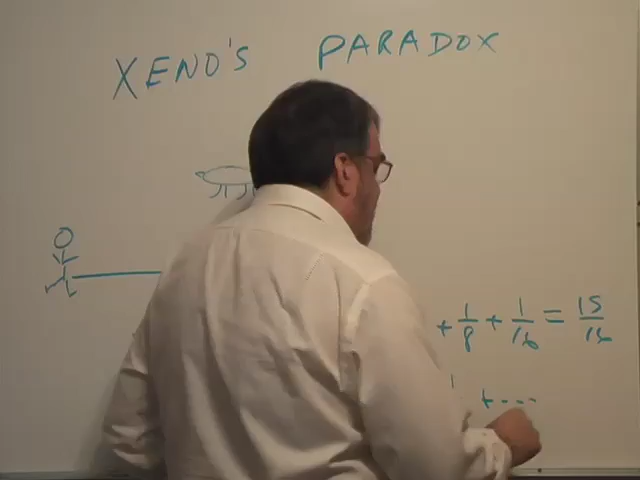 XENO'S PARADOX
+ 1/8 + 1/16 = 15/16
+ ---